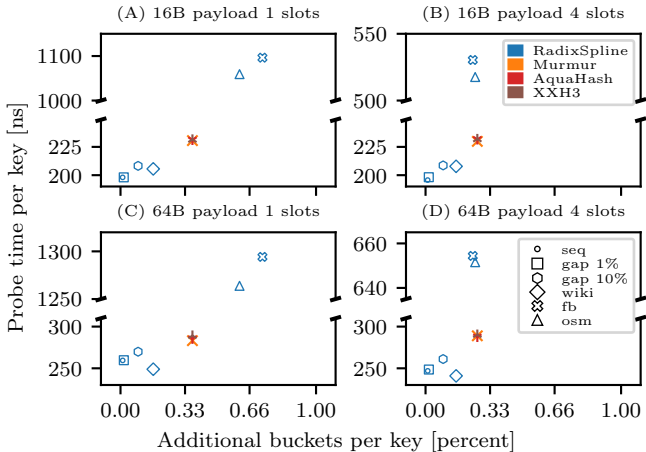 (A) 16B payload 1 slots
(B) 16B payload 4 slots
1100
1000
225
200
550
500
225
200
RadixSpline
Murmur
AquaHash
XXH3
(C) 64B payload 1 slots
(D) 64B payload 4 slots
1300
1250
300
250
660
640
300
250
seq
gap 1%
gap 10%
wiki
fb
osm
0.00 0.33 0.66 1.00
0.00 0.33 0.66 1.00
Probe time per key [ns]
Additional buckets per key [percent]